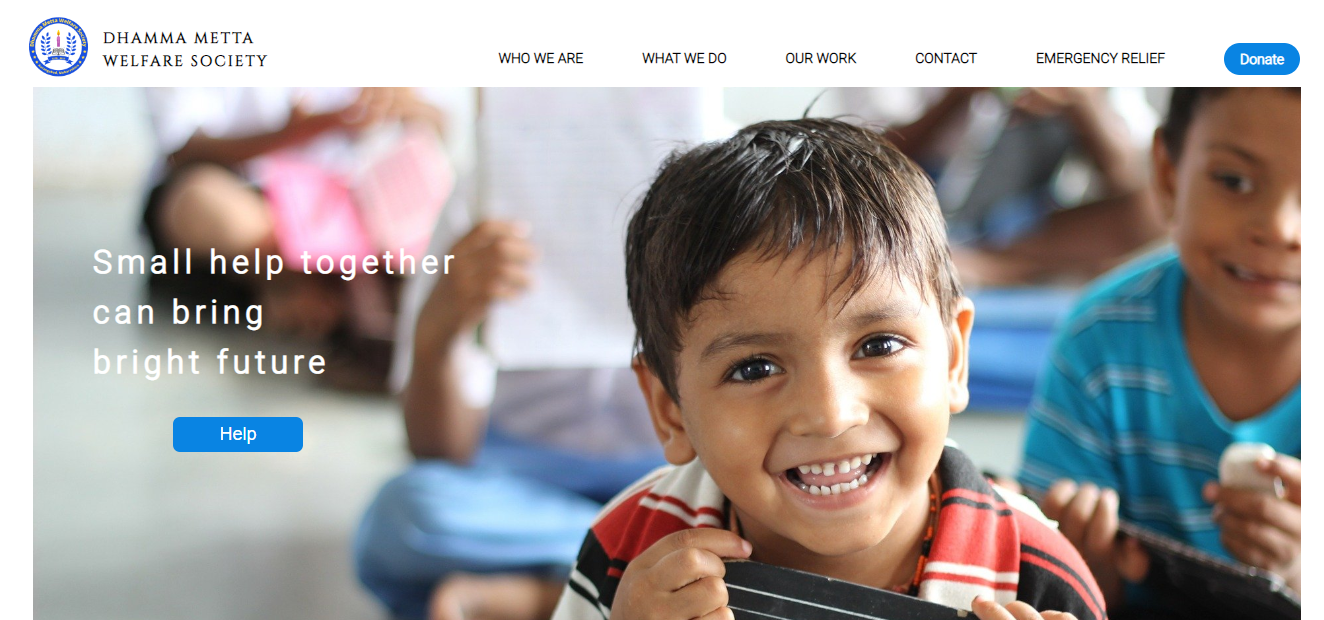 DHAMMA METTA
WELFARE SOCIETY
WHO WE ARE
WHAT WE DO
OUR WORK
CONTACT
EMERGENCY RELIEF
Donate
Small help together
can bring
bright future
Help